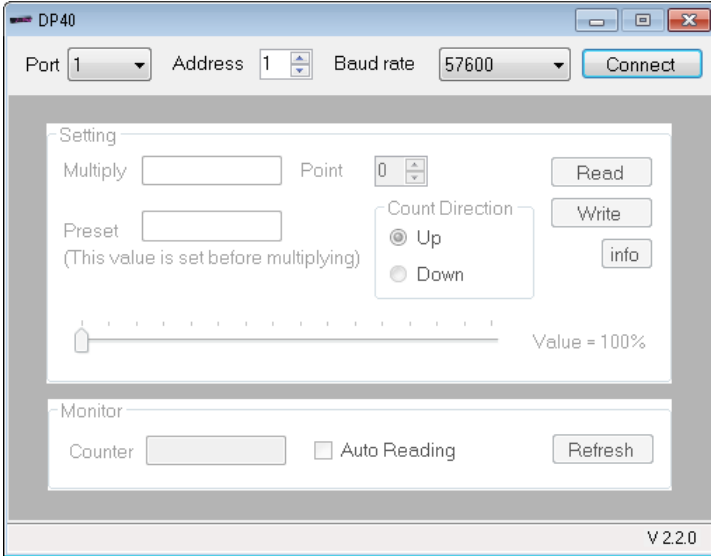 DP40
Port 1 Address 1 Baud rate 57600 Connect
Setting
Multiply Point 0 Read
Count Direction Write
Preset Up
(This value is set before multiplying) info
Down
Value = 100%
Monitor
Counter Auto Reading Refresh
V 2.2.0